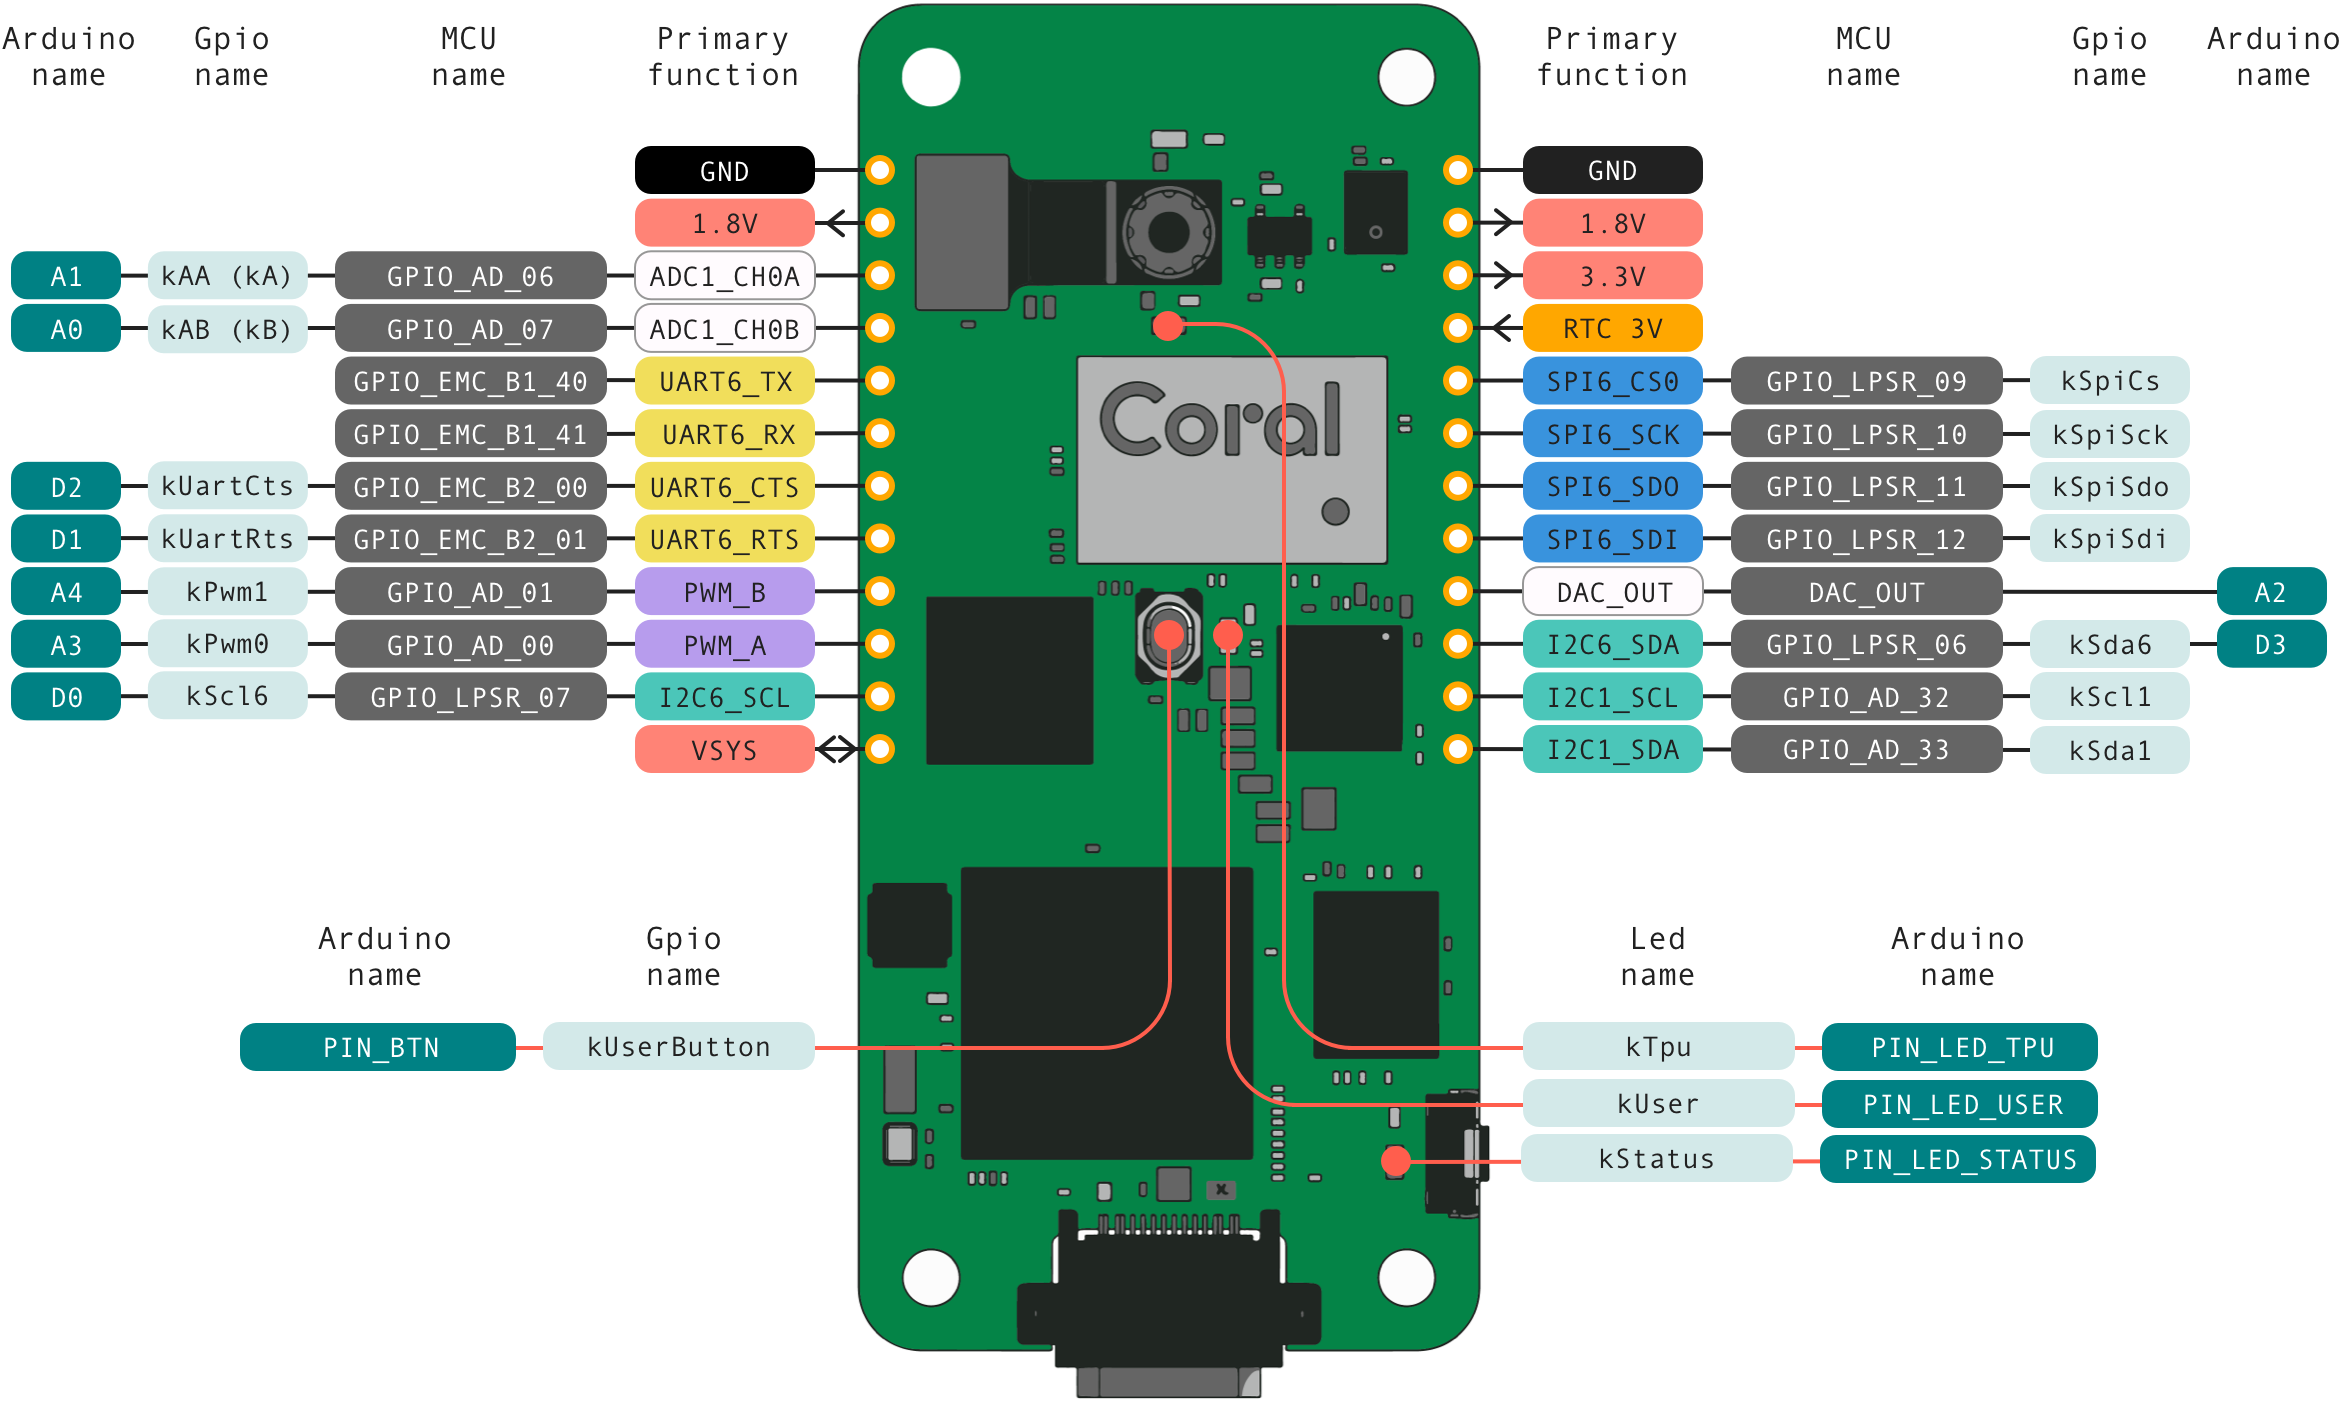 Arduino name Gpio name MCU name Primary function Primary function MCU name Gpio name Arduino name
GND GND
1.8V 1.8V
A1 kAA (kA) GPIO_AD_06 ADC1_CH0A 3.3V
A0 kAB (kB) GPIO_AD_07 ADC1_CH0B RTC 3V
GPIO_EMC_B1_40 UART6_TX SPI6_CS0 GPIO_LPSR_09 kSpiCs
Coral
GPIO_EMC_B1_41 UART6_RX SPI6_SCK GPIO_LPSR_10 kSpiSck
D2 kUartCts GPIO_EMC_B2_00 UART6_CTS SPI6_SDO GPIO_LPSR_11 kSpiSdo
D1 kUartRts GPIO_EMC_B2_01 UART6_RTS SPI6_SDI GPIO_LPSR_12 kSpiSdi
A4 kPwm1 GPIO_AD_01 PWM_B DAC_OUT DAC_OUT A2
A3 kPwm0 GPIO_AD_00 PWM_A I2C6_SDA GPIO_LPSR_06 kSda6 D3
D0 kScl6 GPIO_LPSR_07 I2C6_SCL I2C1_SCL GPIO_AD_32 kScl1
VSYS I2C1_SDA GPIO_AD_33 kSda1
Arduino name Gpio name Led name Arduino name
PIN_BTN kUserButton kTpu PIN_LED_TPU
kUser PIN_LED_USER
kStatus PIN_LED_STATUS